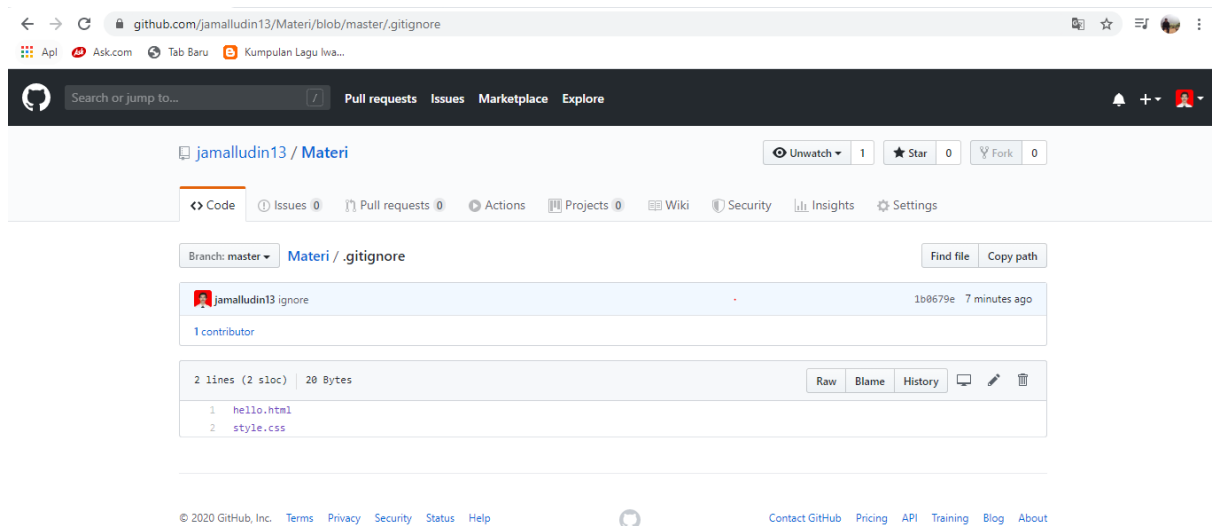 github.com/jamalludin13/Materi/blob/master/.gitignore
Apl Ask.com Tab Baru Kumpulan Lagu Iwa...
Search or jump to... / Pull requests Issues Marketplace Explore
jamalludin13 / Materi Unwatch 1 Star 0 Fork 0
Code Issues 0 Pull requests 0 Actions Projects 0 Wiki Security Insights Settings
Branch: master Materi / .gitignore Find file Copy path
jamalludin13 ignore - 1b0679e 7 minutes ago
1 contributor
2 lines (2 sloc) 20 Bytes Raw Blame History
1 hello.html
2 style.css
© 2020 GitHub, Inc. Terms Privacy Security Status Help Contact GitHub Pricing API Training Blog About